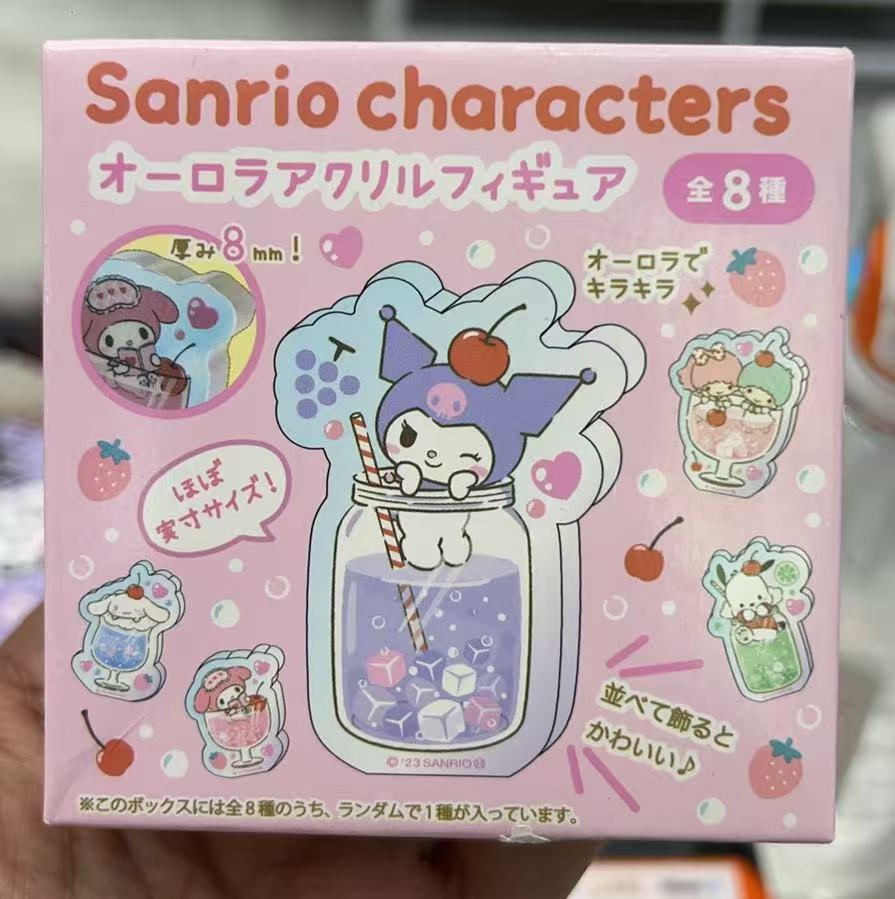 Sanrio characters
オーロラアクリルフィギュア
全8種
厚み8mm!
オーロラで
キラキラ
ほぼ
実寸サイズ!
並べて飾ると
かわいい♪
© '23 SANRIO
※このボックスには全8種のうち、ランダムで1種が入っています。